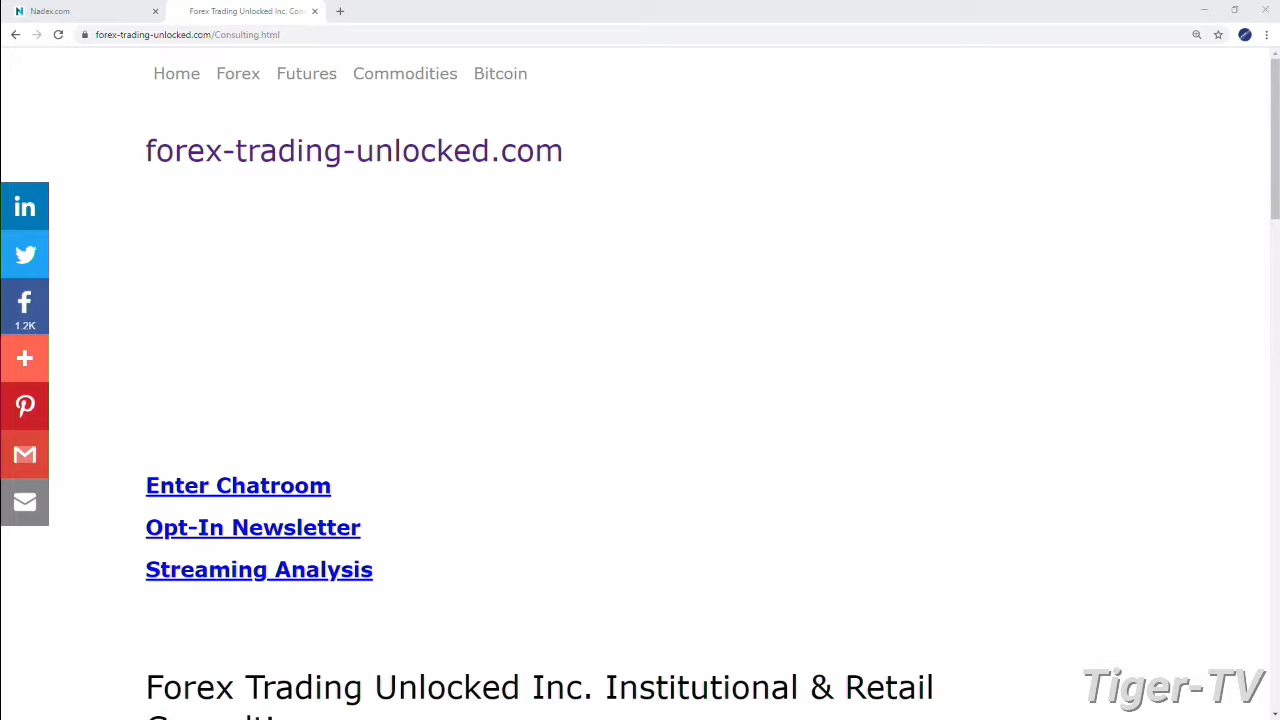 Nadex.com
Forex Trading Unlocked Inc. Con
forex-trading-unlocked.com/Consulting.html
Home Forex Futures Commodities Bitcoin
forex-trading-unlocked.com
in
1.2K
Enter Chatroom
Opt-In Newsletter
Streaming Analysis
Forex Trading Unlocked Inc. Institutional & Retail
Tiger-TV